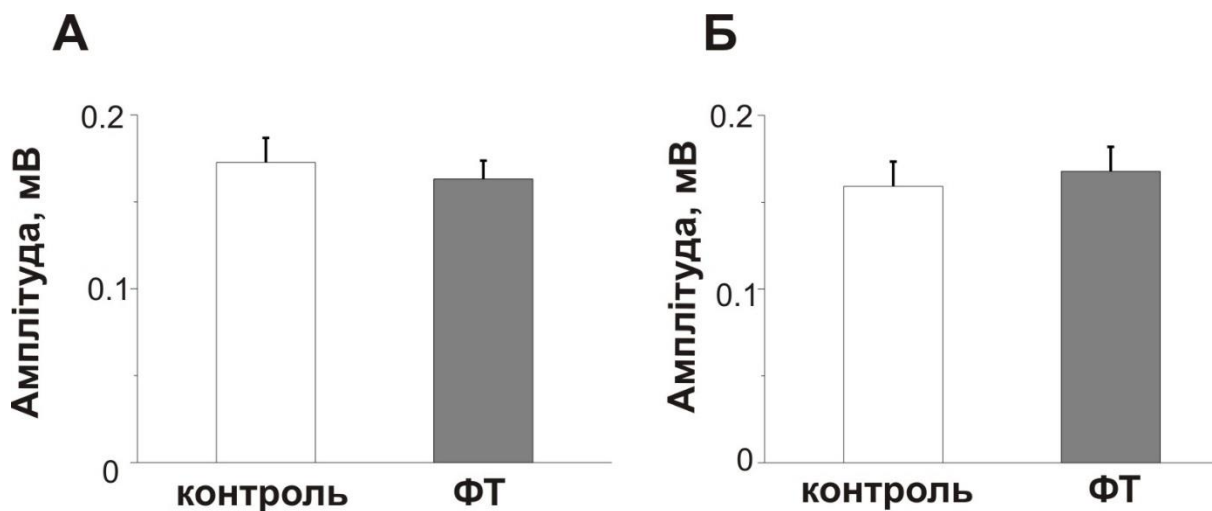 А
Амплітуда, мВ
0.2
0.1
0
контроль
ФТ
Б
Амплітуда, мВ
0.2
0.1
0
контроль
ФТ